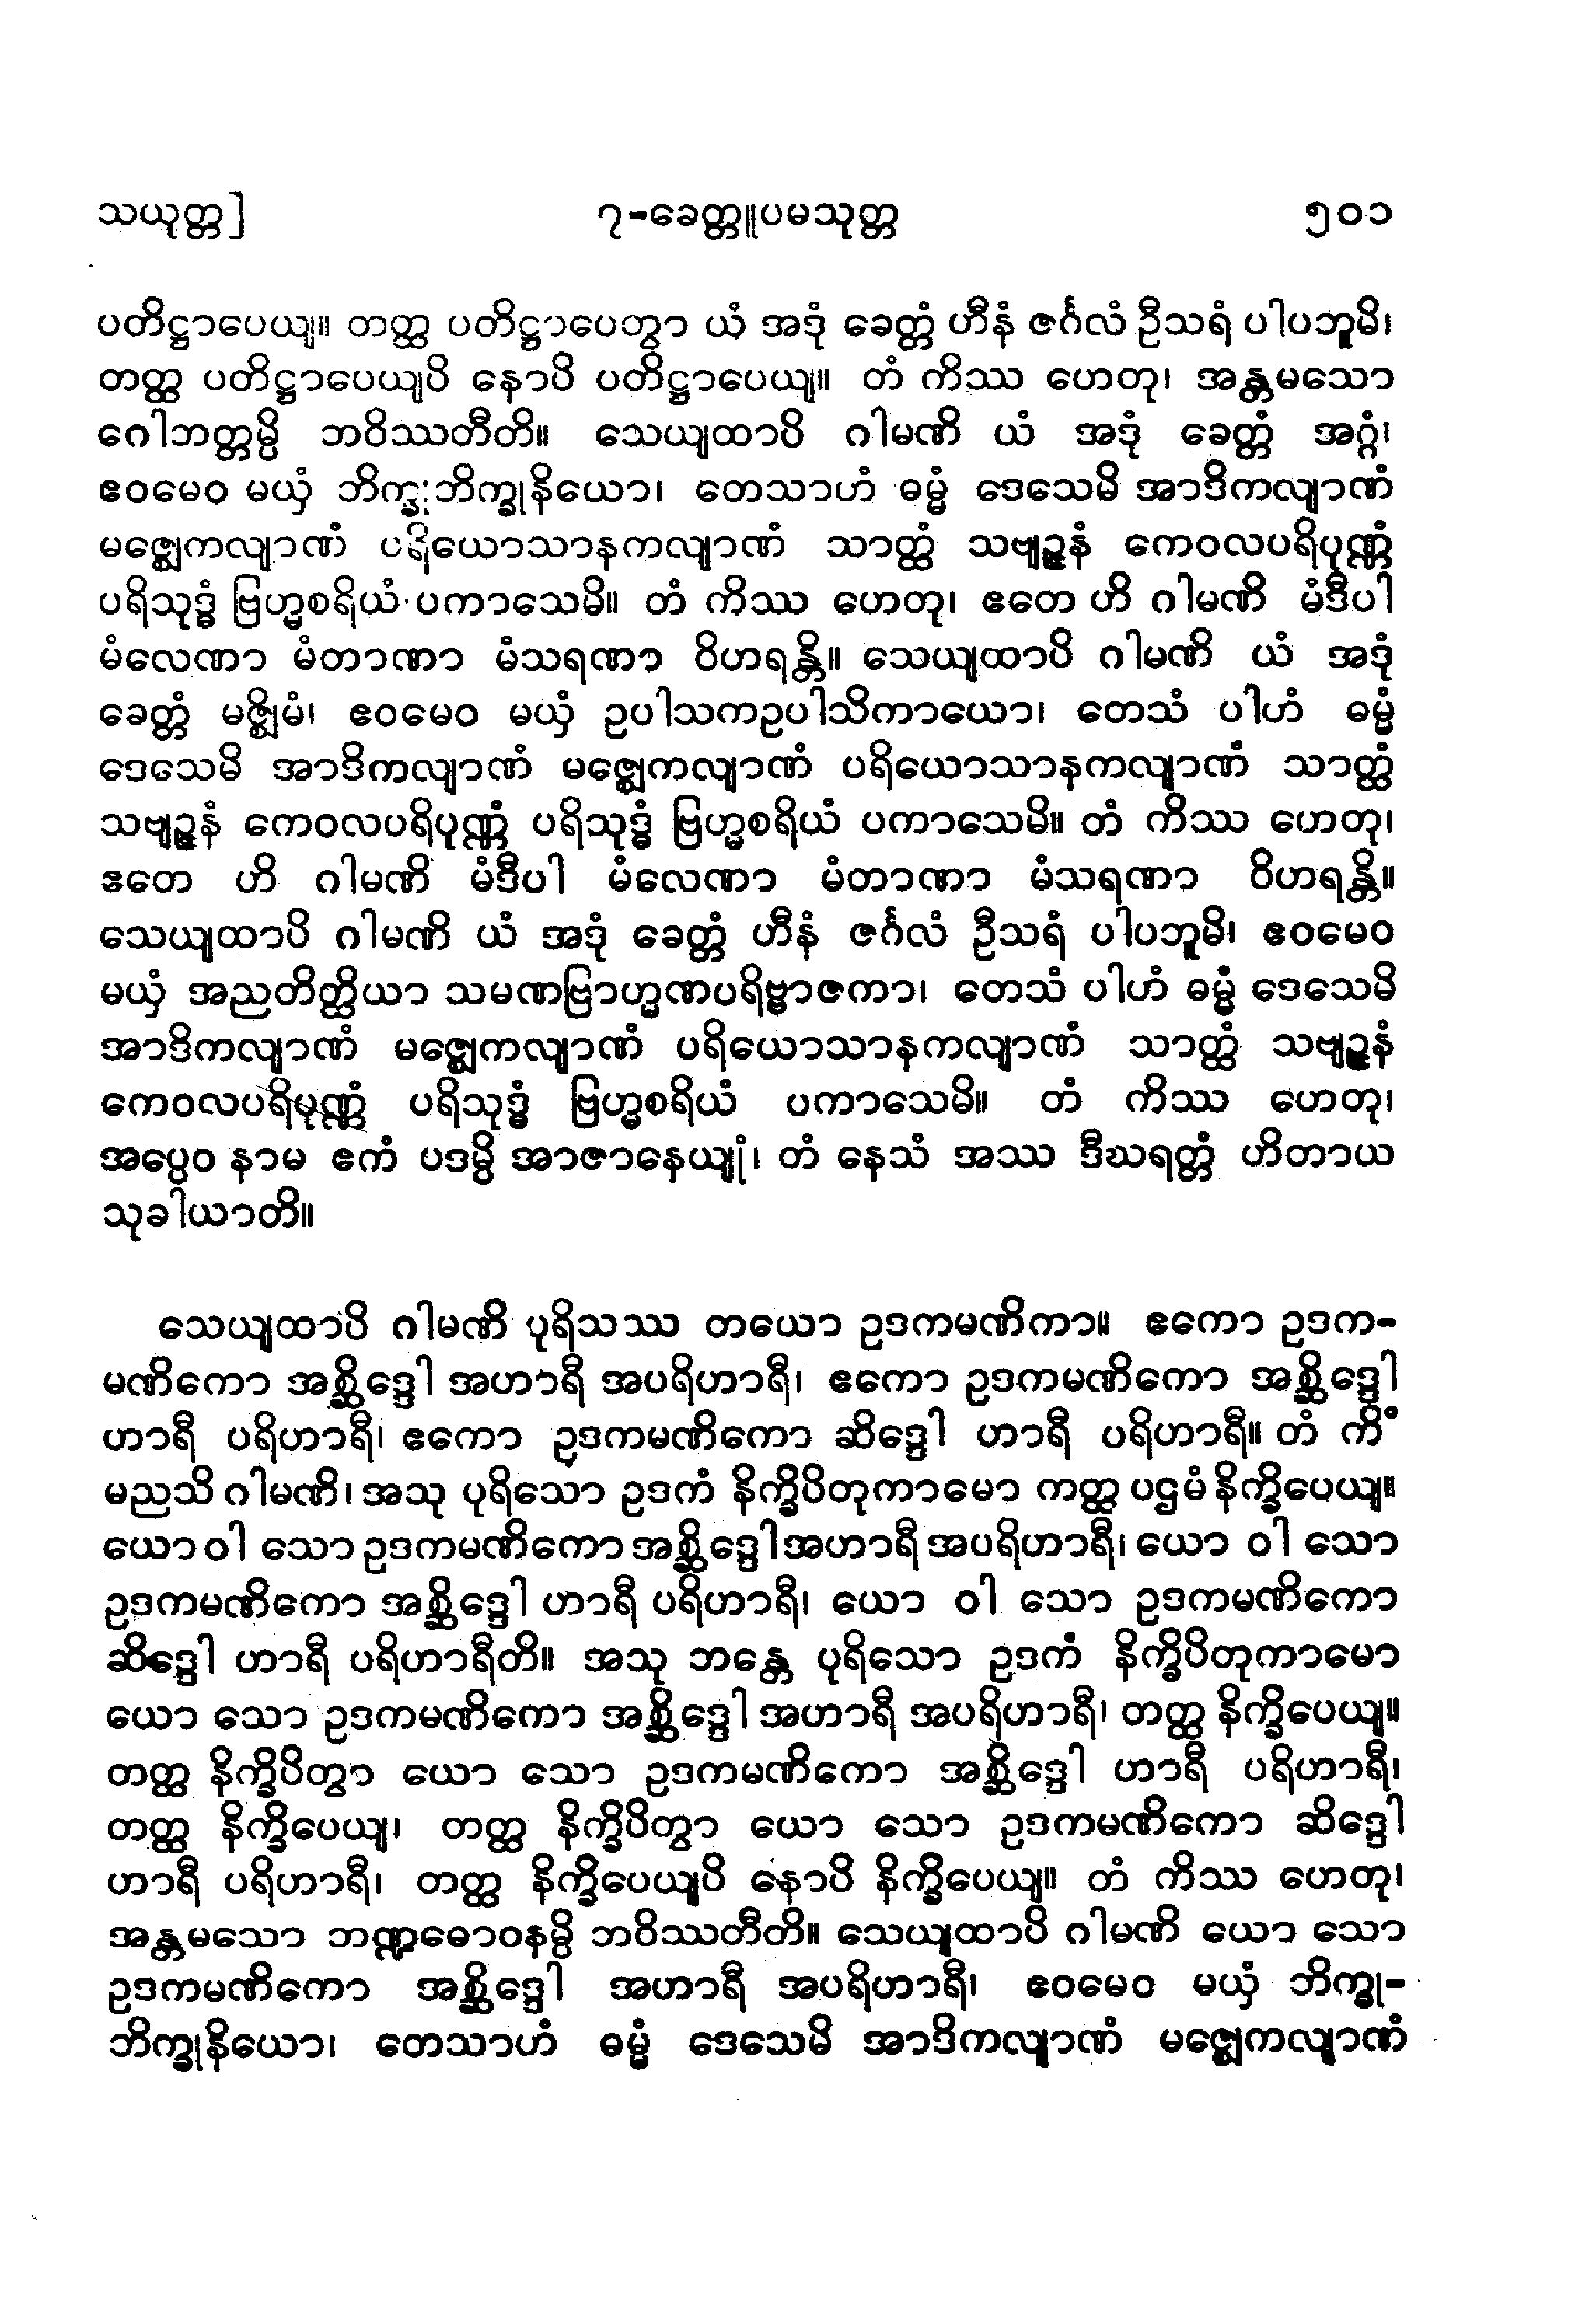 သယုတ္တ]
၇-ခေတ္တူပမသုတ္တ
၅၀၁
ပတိဋ္ဌာပေယျ။ တတ္ထ ပတိဋ္ဌာပေတွာ ယံ အဒုံ ခေတ္တံ ဟီနံ ဇင်္ဂလံ ဦသရံ ပါပဘူမိ၊
တတ္ထ ပတိဋ္ဌာပေယျပိ နောပိ ပတိဋ္ဌာပေယျ။ တံ ကိဿ ဟေတု၊ အန္တမသော
ဂေါဘတ္တမ္ပိ ဘဝိဿတီတိ။ သေယျထာပိ ဂါမဏိ ယံ အဒုံ ခေတ္တံ အဂ္ဂံ၊
ဧဝမေဝ မယှံ ဘိက္ခုဘိက္ခုနိယော၊ တေသာဟံ ဓမ္မံ ဒေသေမိ အာဒိကလျာဏံ
မဇ္ဈေကလျာဏံ ပရိယောသာနကလျာဏံ သာတ္ထံ သဗျဉ္ဇနံ ကေဝလပရိပုဏ္ဏံ
ပရိသုဒ္ဓံ ဗြဟ္မစရိယံ ပကာသေမိ။ တံ ကိဿ ဟေတု၊ ဧတေ ဟိ ဂါမဏိ မံဒီပါ
မံလေဏာ မံတာဏာ မံသရဏာ ဝိဟရန္တိ။ သေယျထာပိ ဂါမဏိ ယံ အဒုံ
ခေတ္တံ မဇ္ဈိမံ၊ ဧဝမေဝ မယှံ ဥပါသကဥပါသိကာယော၊ တေသံ ပါဟံ ဓမ္မံ
ဒေသေမိ အာဒိကလျာဏံ မဇ္ဈေကလျာဏံ ပရိယောသာနကလျာဏံ သာတ္ထံ
သဗျဉ္ဇနံ ကေဝလပရိပုဏ္ဏံ ပရိသုဒ္ဓံ ဗြဟ္မစရိယံ ပကာသေမိ။ တံ ကိဿ ဟေတု၊
ဧတေ ဟိ ဂါမဏိ မံဒီပါ မံလေဏာ မံတာဏာ မံသရဏာ ဝိဟရန္တိ။
သေယျထာပိ ဂါမဏိ ယံ အဒုံ ခေတ္တံ ဟီနံ ဇင်္ဂလံ ဦသရံ ပါပဘူမိ၊ ဧဝမေဝ
မယှံ အညတိတ္ထိယာ သမဏဗြာဟ္မဏပရိဗ္ဗာဇကာ၊ တေသံ ပါဟံ ဓမ္မံ ဒေသေမိ
အာဒိကလျာဏံ မဇ္ဈေကလျာဏံ ပရိယောသာနကလျာဏံ သာတ္ထံ သဗျဉ္ဇနံ
ကေဝလပရိပုဏ္ဏံ ပရိသုဒ္ဓံ ဗြဟ္မစရိယံ ပကာသေမိ။ တံ ကိဿ ဟေတု၊
အပ္ပေဝ နာမ ဧကံ ပဒမ္ပိ အာဇာနေယျုံ၊ တံ နေသံ အဿ ဒီဃရတ္တံ ဟိတာယ
သုခါယာတိ။
သေယျထာပိ ဂါမဏိ ပုရိသဿ တယော ဥဒကမဏိကာ။ ဧကော ဥဒက-
မဏိကော အစ္ဆိဒ္ဒေါ အဟာရီ အပရိဟာရီ၊ ဧကော ဥဒကမဏိကော အစ္ဆိဒ္ဒေါ
ဟာရီ ပရိဟာရီ၊ ဧကော ဥဒကမဏိကော ဆိဒ္ဒေါ ဟာရီ ပရိဟာရီ။ တံ ကိံ
မညသိ ဂါမဏိ၊ အသု ပုရိသော ဥဒကံ နိက္ခိပိတုကာမော ကတ္ထ ပဌမံ နိက္ခိပေယျ။
ယော ဝါ သော ဥဒကမဏိကော အစ္ဆိဒ္ဒေါ အဟာရီ အပရိဟာရီ၊ ယော ဝါ သော
ဥဒကမဏိကော အစ္ဆိဒ္ဒေါ ဟာရီ ပရိဟာရီ၊ ယော ဝါ သော ဥဒကမဏိကော
ဆိဒ္ဒေါ ဟာရီ ပရိဟာရီတိ။ အသု ဘန္တေ ပုရိသော ဥဒကံ နိက္ခိပိတုကာမော
ယော သော ဥဒကမဏိကော အစ္ဆိဒ္ဒေါ အဟာရီ အပရိဟာရီ၊ တတ္ထ နိက္ခိပေယျ။
တတ္ထ နိက္ခိပိတွာ ယော သော ဥဒကမဏိကော အစ္ဆိဒ္ဒေါ ဟာရီ ပရိဟာရီ၊
တတ္ထ နိက္ခိပေယျ၊ တတ္ထ နိက္ခိပိတွာ ယော သော ဥဒကမဏိကော ဆိဒ္ဒေါ
ဟာရီ ပရိဟာရီ၊ တတ္ထ နိက္ခိပေယျပိ နောပိ နိက္ခိပေယျ။ တံ ကိဿ ဟေတု၊
အန္တမသော ဘဏ္ဍဓောဝနမ္ပိ ဘဝိဿတီတိ။ သေယျထာပိ ဂါမဏိ ယော သော
ဥဒကမဏိကော အစ္ဆိဒ္ဒေါ အဟာရီ အပရိဟာရီ၊ ဧဝမေဝ မယှံ ဘိက္ခု-
ဘိက္ခုနိယော၊ တေသာဟံ ဓမ္မံ ဒေသေမိ အာဒိကလျာဏံ မဇ္ဈေကလျာဏံ